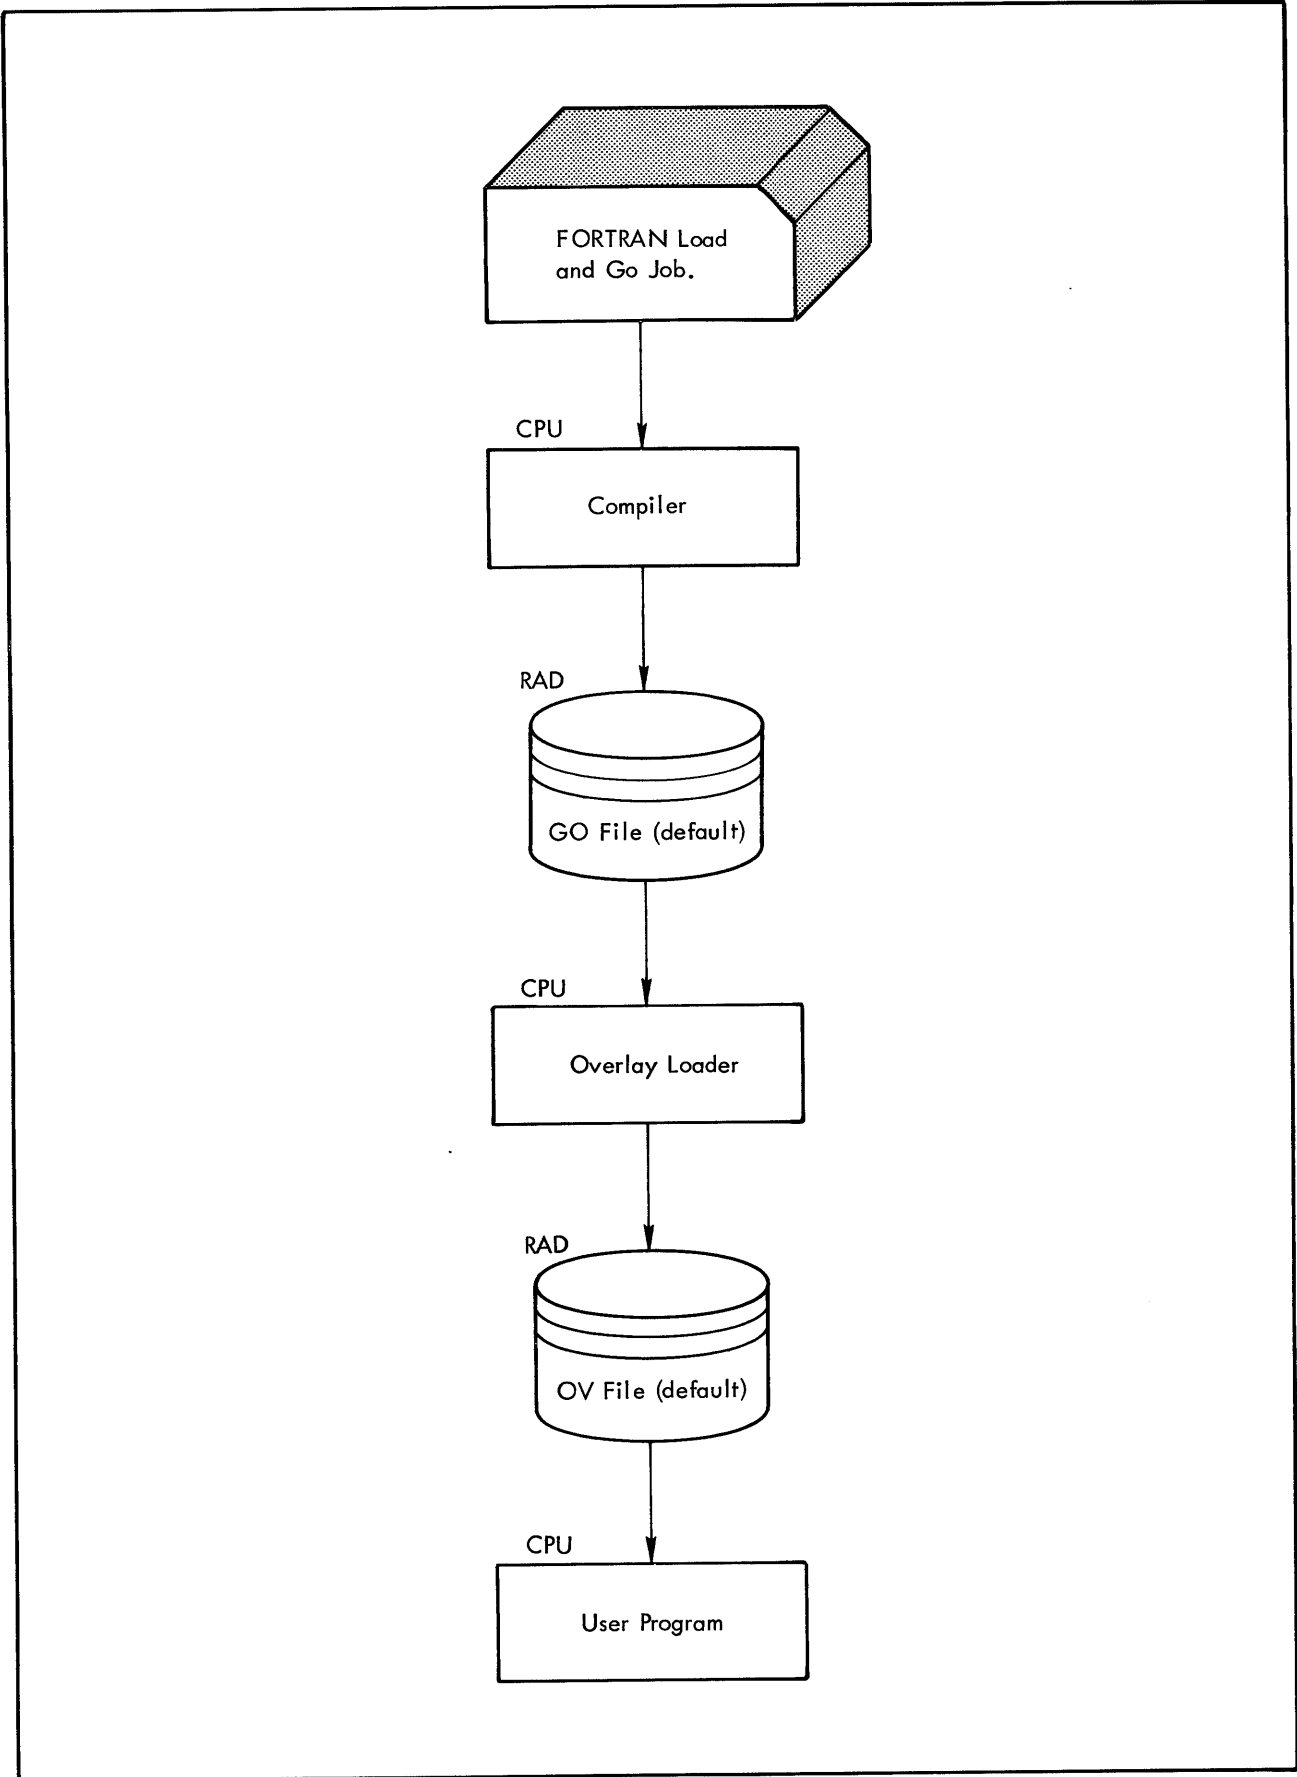 FORTRAN Load
and Go Job.
CPU
Compiler
RAD
GO File (default)
CPU
Overlay Loader
RAD
OV File (default)
CPU
User Program